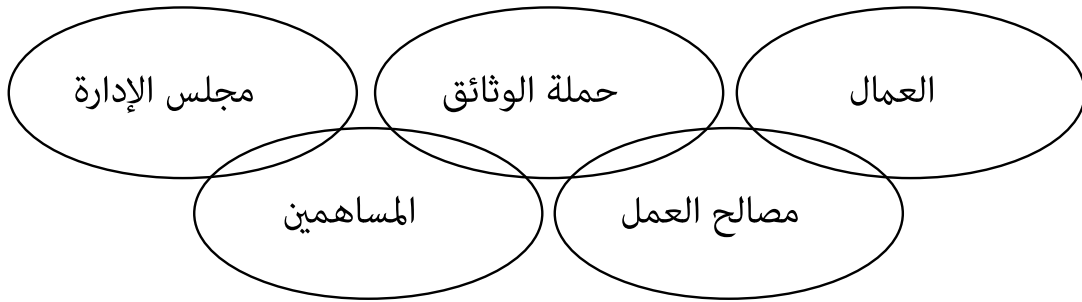 العمال
حملة الوثائق
مجلس الإدارة
مصالح العمل
المساهمين